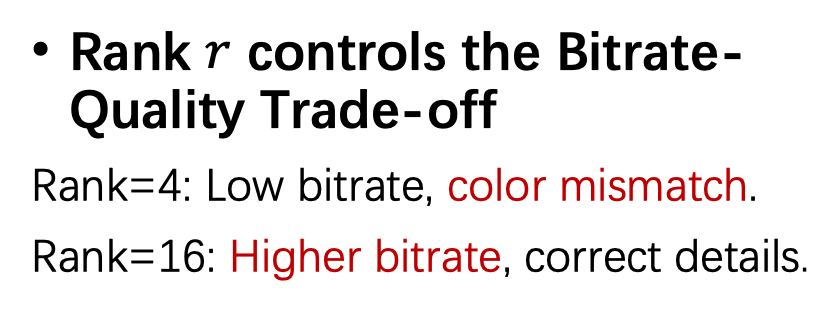 • Rank r controls the Bitrate-
Quality Trade-off
Rank=4: Low bitrate, color mismatch.
Rank=16: Higher bitrate, correct details.